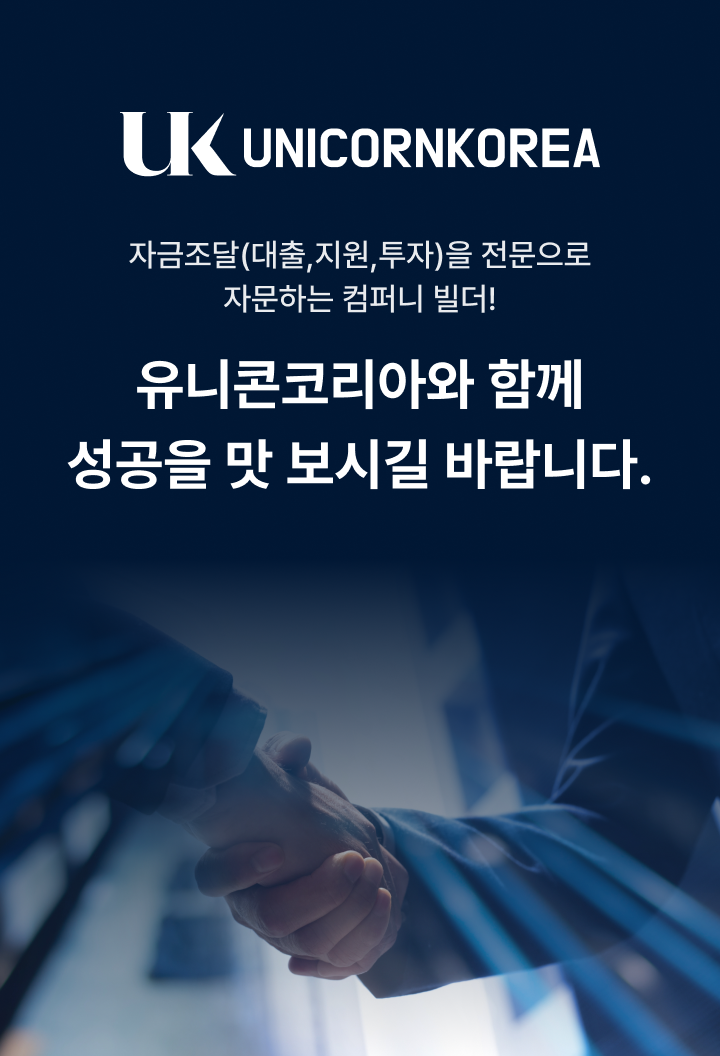 UK UNICORNKOREA
자금조달(대출,지원,투자)을 전문으로
자문하는 컴퍼니 빌더!
유니콘코리아와 함께
성공을 맛 보시길 바랍니다.